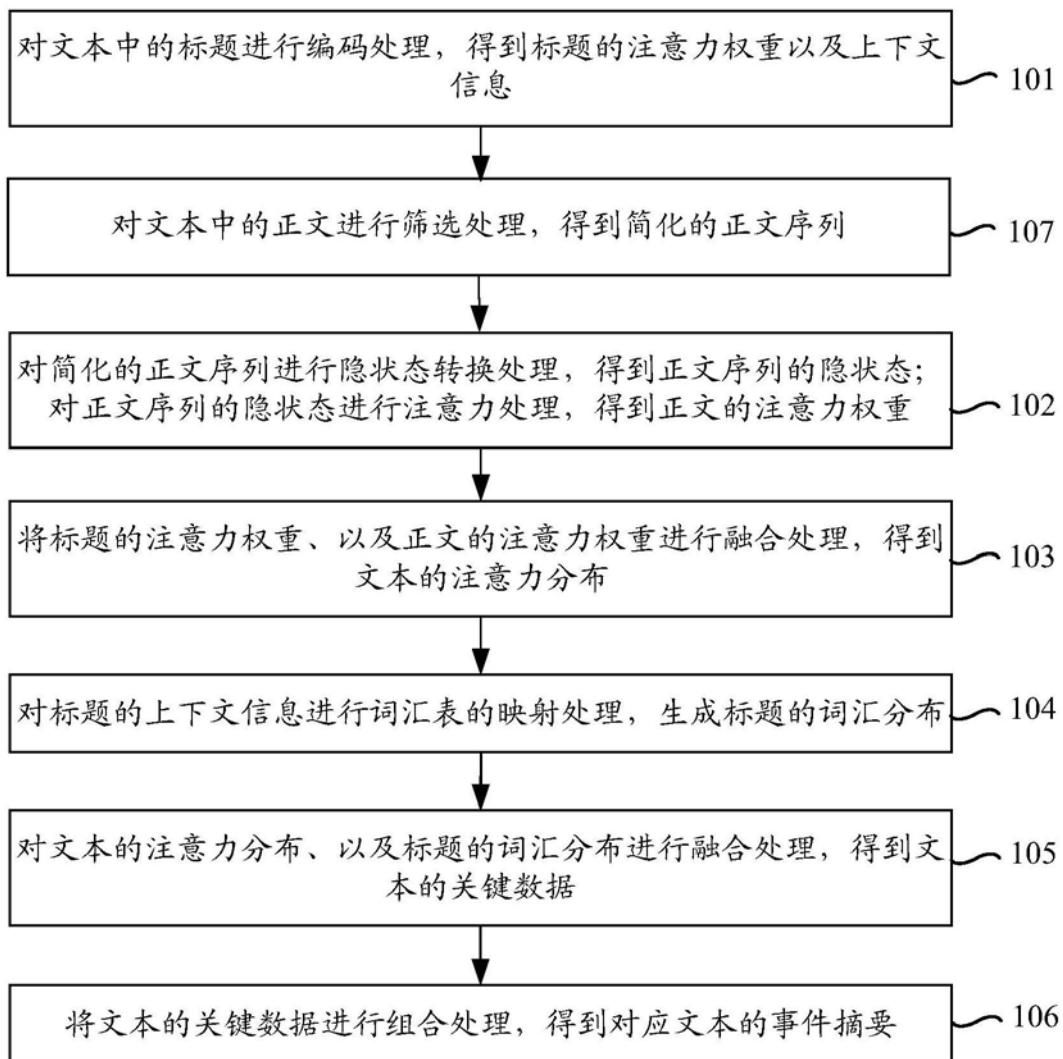 对文本中的标题进行编码处理，得到标题的注意力权重以及上下文
信息
101
对文本中的正文进行筛选处理，得到简化的正文序列
107
对简化的正文序列进行隐状态转换处理，得到正文序列的隐状态；
对正文序列的隐状态进行注意力处理，得到正文的注意力权重
102
将标题的注意力权重、以及正文的注意力权重进行融合处理，得到
文本的注意力分布
103
对标题的上下文信息进行词汇表的映射处理，生成标题的词汇分布
104
对文本的注意力分布、以及标题的词汇分布进行融合处理，得到文
本的关键数据
105
将文本的关键数据进行组合处理，得到对应文本的事件摘要
106